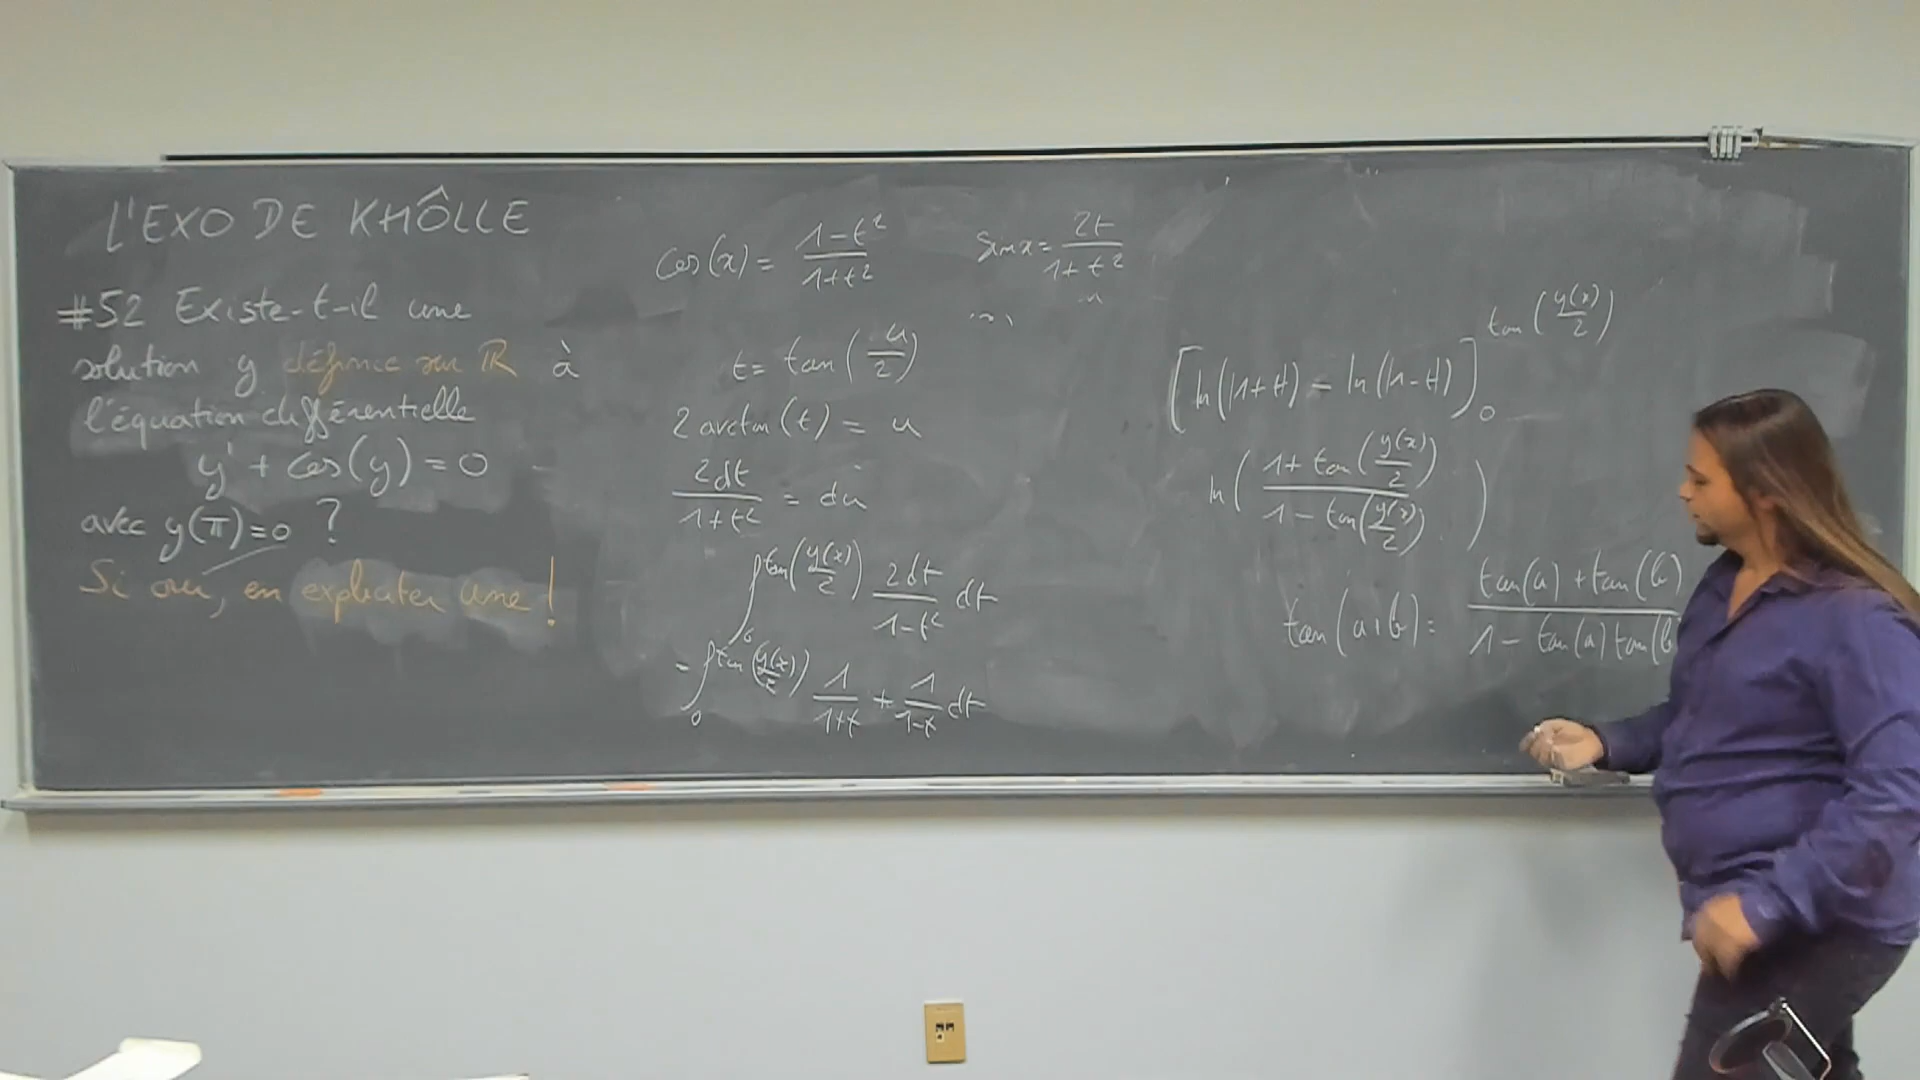 L'EXO DE KHÔLLE
#52 Existe-t-il une
solution y définie sur ℝ à
l'équation différentielle
y' + cos(y) = 0
avec y(π)=0 ?
Si oui, en expliciter une !
cos(x) = (1-t²)/(1+t²)
sin x = 2t/(1+t²)
t = tan(u/2)
2 arctan(t) = u
2dt/(1+t²) = du
∫_0^{tan(y(x)/2)} 2dt/(1-t²) dt
= ∫_0^{tan(y(x)/2)} 1/(1+t) + 1/(1-t) dt
[ln(|1+t|) - ln(|1-t|)]_0^{tan(y(x)/2)}
ln((1+tan(y(x)/2))/(1-tan(y(x)/2)))
tan(a+b) = (tan(a)+tan(b))/(1-tan(a)tan(b